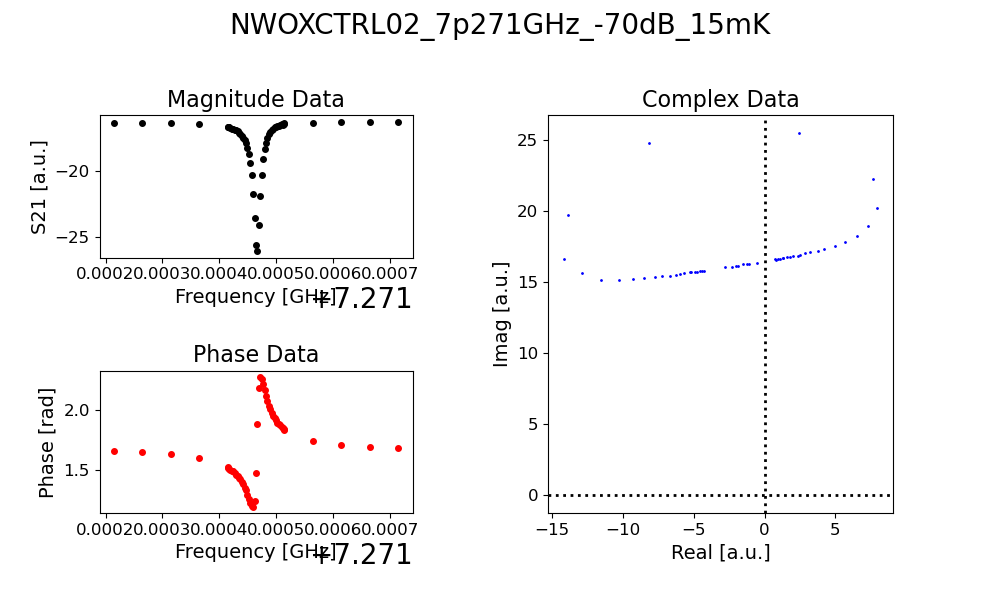 NWOXCTRL02_7p271GHz_-70dB_15mK
Magnitude Data
S21 [a.u.]
−20
−25
0.0002 0.0003 0.0004 0.0005 0.0006 0.0007
Frequency [GHz]
+7.271
Phase Data
Phase [rad]
2.0
1.5
0.0002 0.0003 0.0004 0.0005 0.0006 0.0007
Frequency [GHz]
+7.271
Complex Data
Imag [a.u.]
25
20
15
10
5
0
−15 −10 −5 0 5
Real [a.u.]